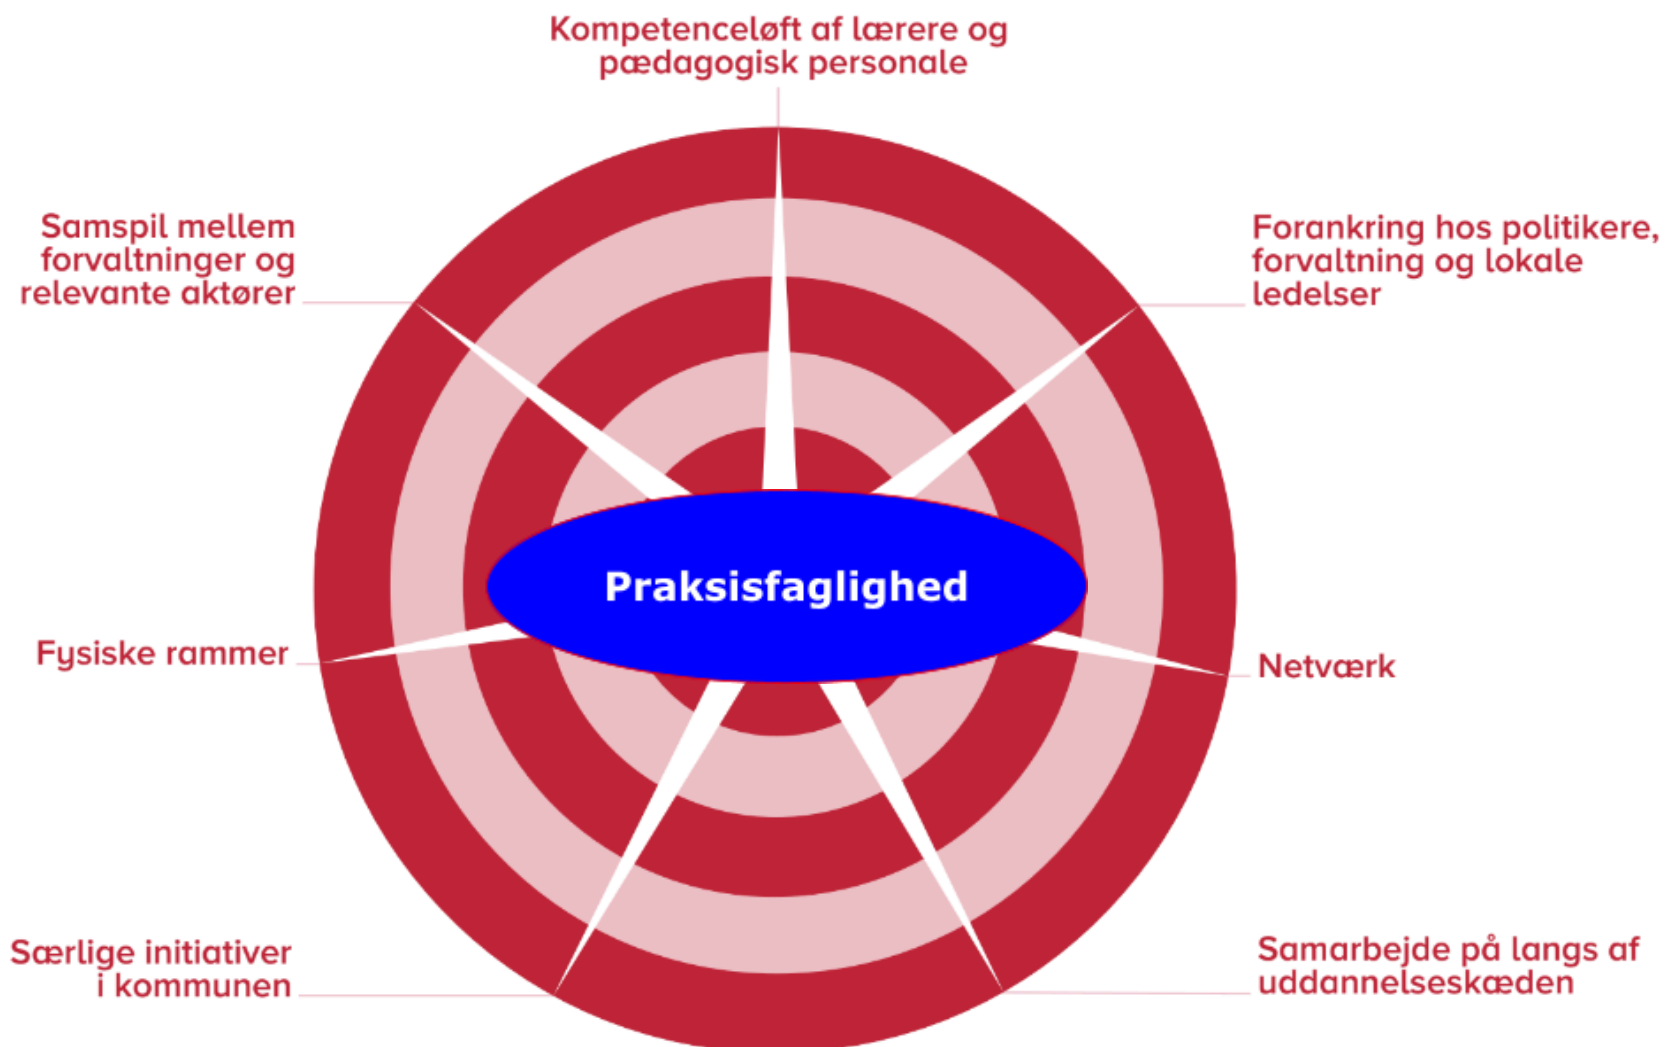 Kompetenceløft af lærere og
pædagogisk personale
Samspil mellem
forvaltninger og
relevante aktører
Forankring hos politikere,
forvaltning og lokale
ledelser
Praksisfaglighed
Fysiske rammer
Netværk
Særlige initiativer
i kommunen
Samarbejde på langs af
uddannelseskæden